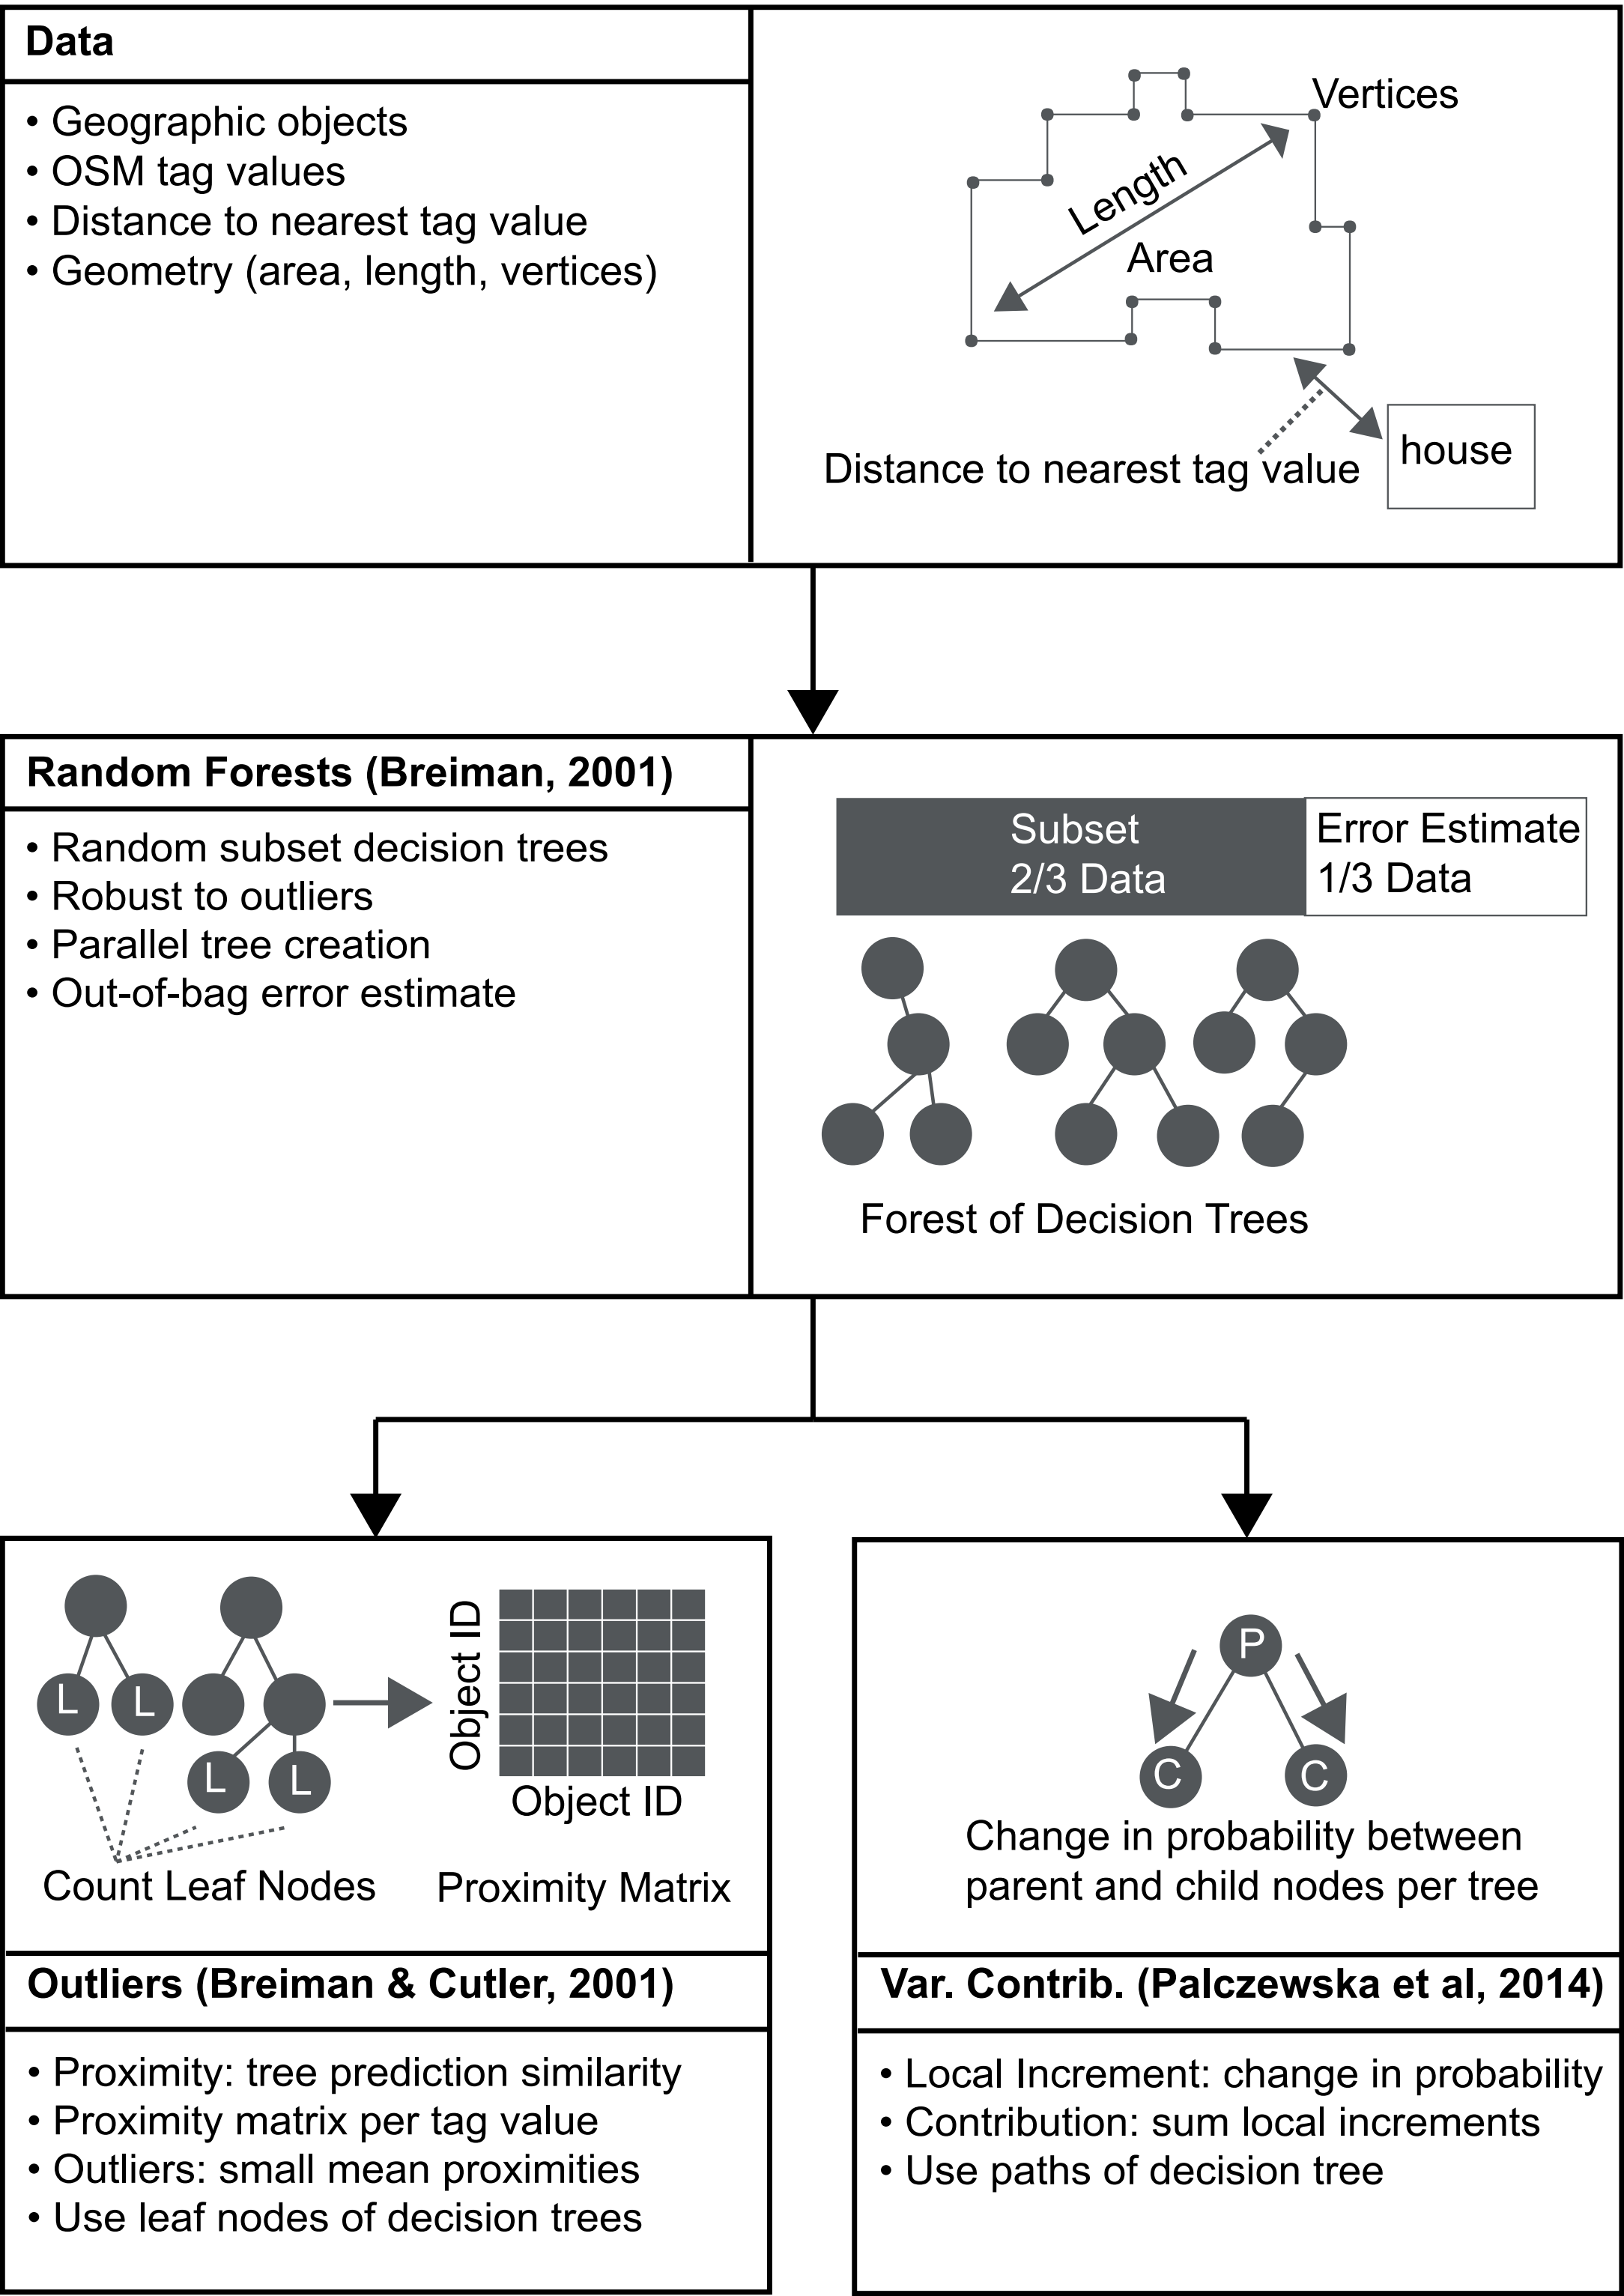 Data
• Geographic objects
• OSM tag values
• Distance to nearest tag value
• Geometry (area, length, vertices)
Vertices
Length
Area
Distance to nearest tag value
house
Random Forests (Breiman, 2001)
• Random subset decision trees
• Robust to outliers
• Parallel tree creation
• Out-of-bag error estimate
Subset
2/3 Data
Error Estimate
1/3 Data
Forest of Decision Trees
L
L
L
L
Count Leaf Nodes
Object ID
Object ID
Proximity Matrix
Outliers (Breiman & Cutler, 2001)
• Proximity: tree prediction similarity
• Proximity matrix per tag value
• Outliers: small mean proximities
• Use leaf nodes of decision trees
P
C
C
Change in probability between
parent and child nodes per tree
Var. Contrib. (Palczewska et al, 2014)
• Local Increment: change in probability
• Contribution: sum local increments
• Use paths of decision tree